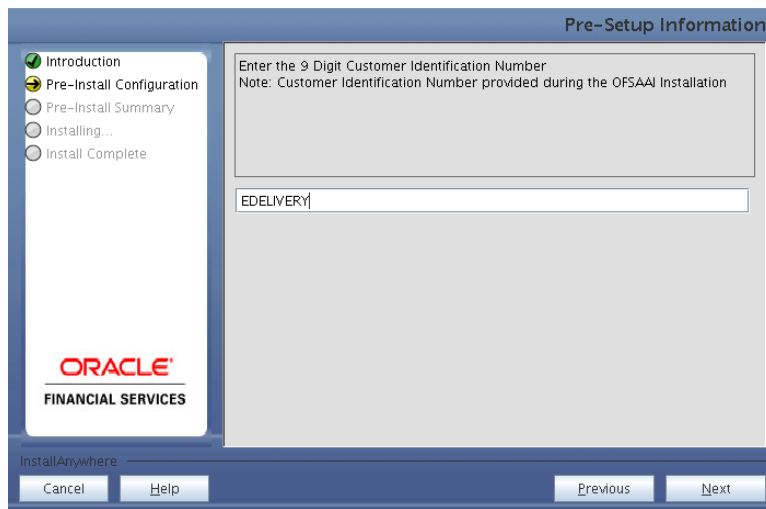 Pre-Setup Information
Introduction
Pre-Install Configuration
Pre-Install Summary
Installing...
Install Complete
Enter the 9 Digit Customer Identification Number
Note: Customer Identification Number provided during the OFSAAI Installation
EDELIVERY
ORACLE
FINANCIAL SERVICES
InstallAnywhere
Cancel
Help
Previous
Next